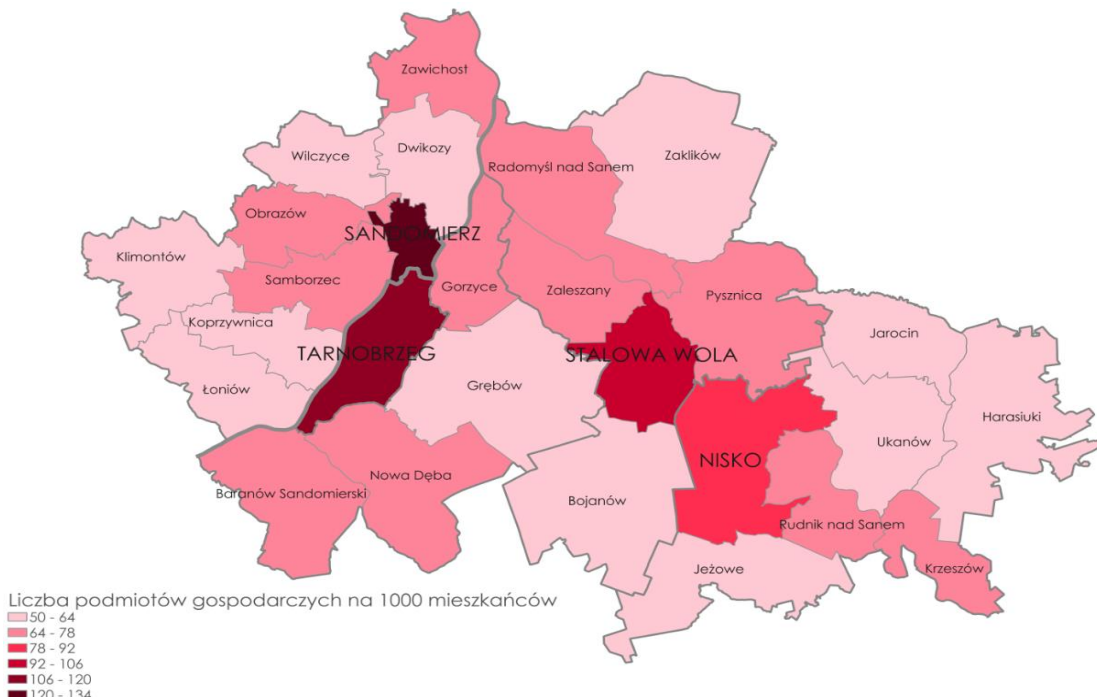 Zawichost
Dwikozy
Wilczyce
Radomyśl nad Sanem
Zaklików
Obrazów
SANDOMIERZ
Klimontów
Samborzec
Gorzyce
Zaleszany
Pysznica
Koprzywnica
Jarocin
TARNOBRZEG
STALOWA WOLA
Łoniów
Grębów
Harasiuki
Ukanów
NISKO
Nowa Dęba
Baranów Sandomierski
Bojanów
Rudnik nad Sanem
Jeżowe
Krzeszów
Liczba podmiotów gospodarczych na 1000 mieszkańców
50 - 64
64 - 78
78 - 92
92 - 106
106 - 120
120 - 134